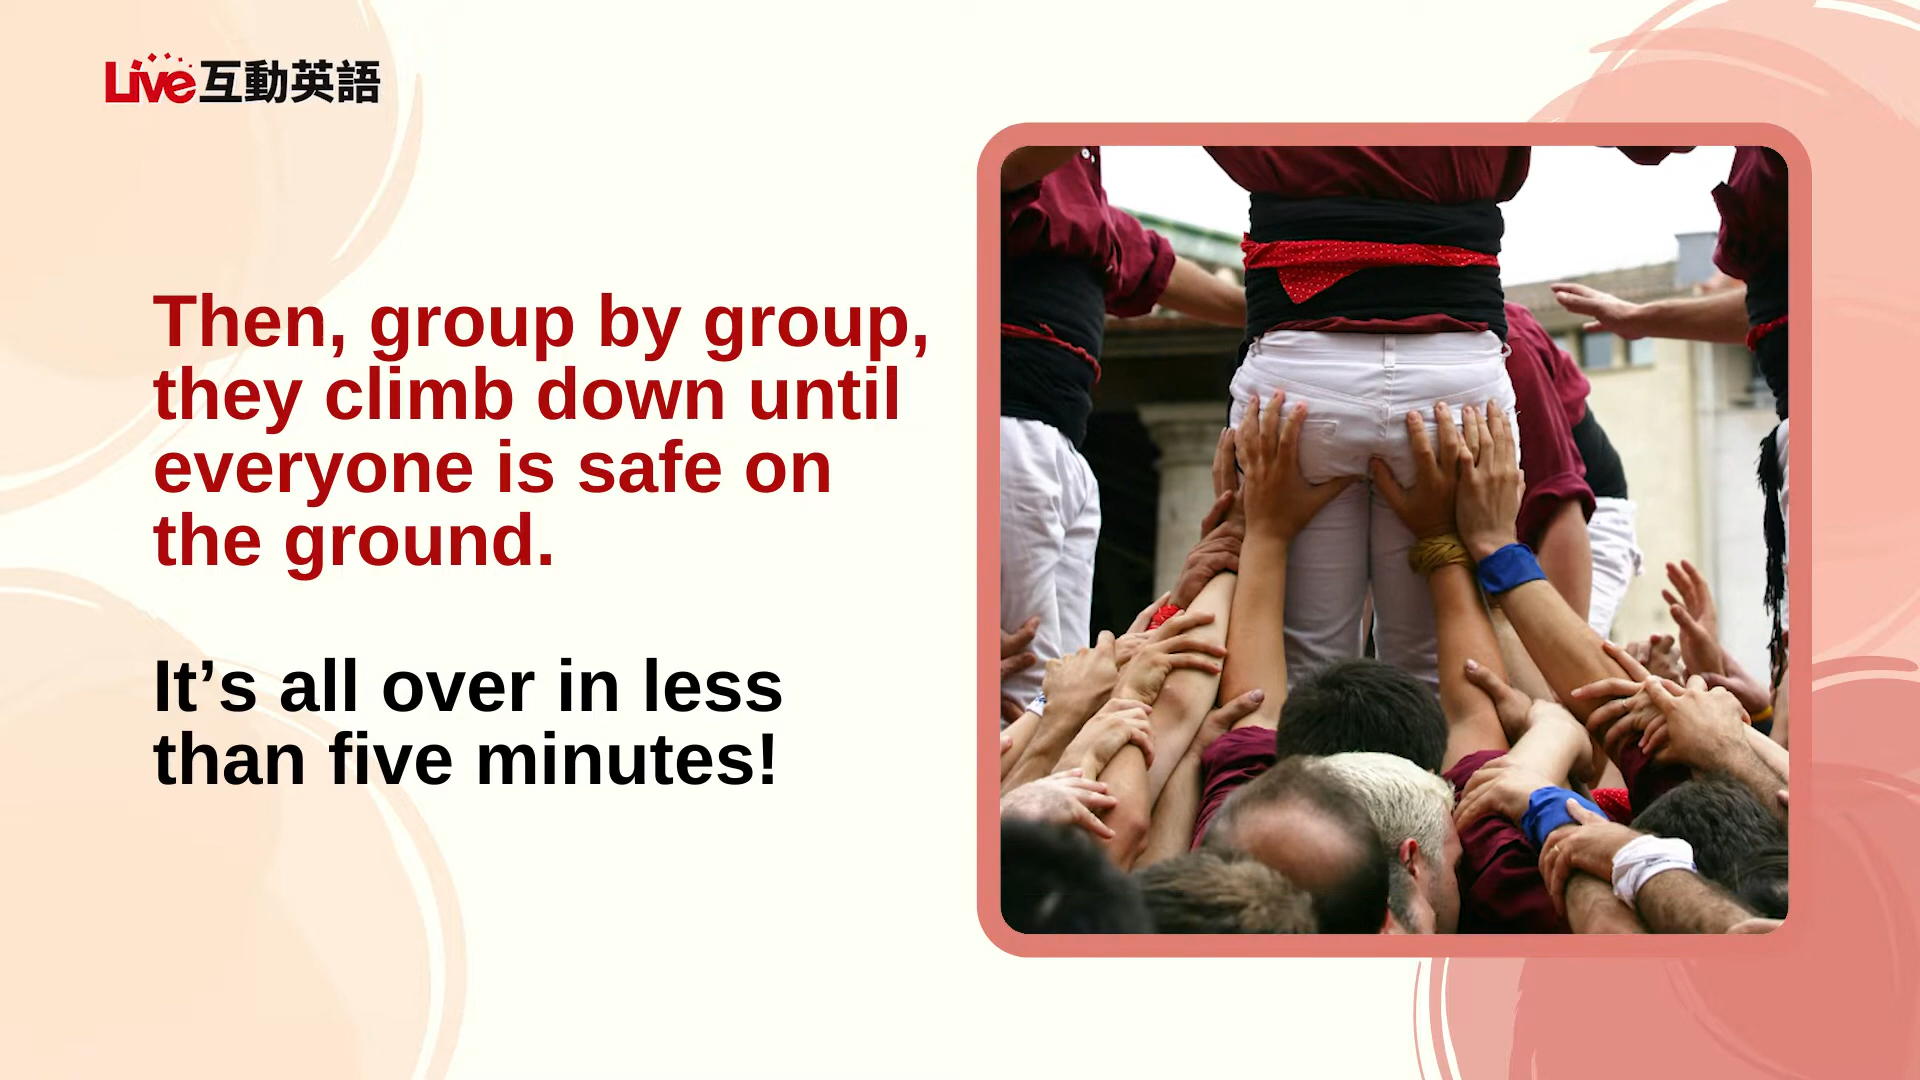 Live互動英語
Then, group by group,
they climb down until
everyone is safe on
the ground.
It’s all over in less
than five minutes!